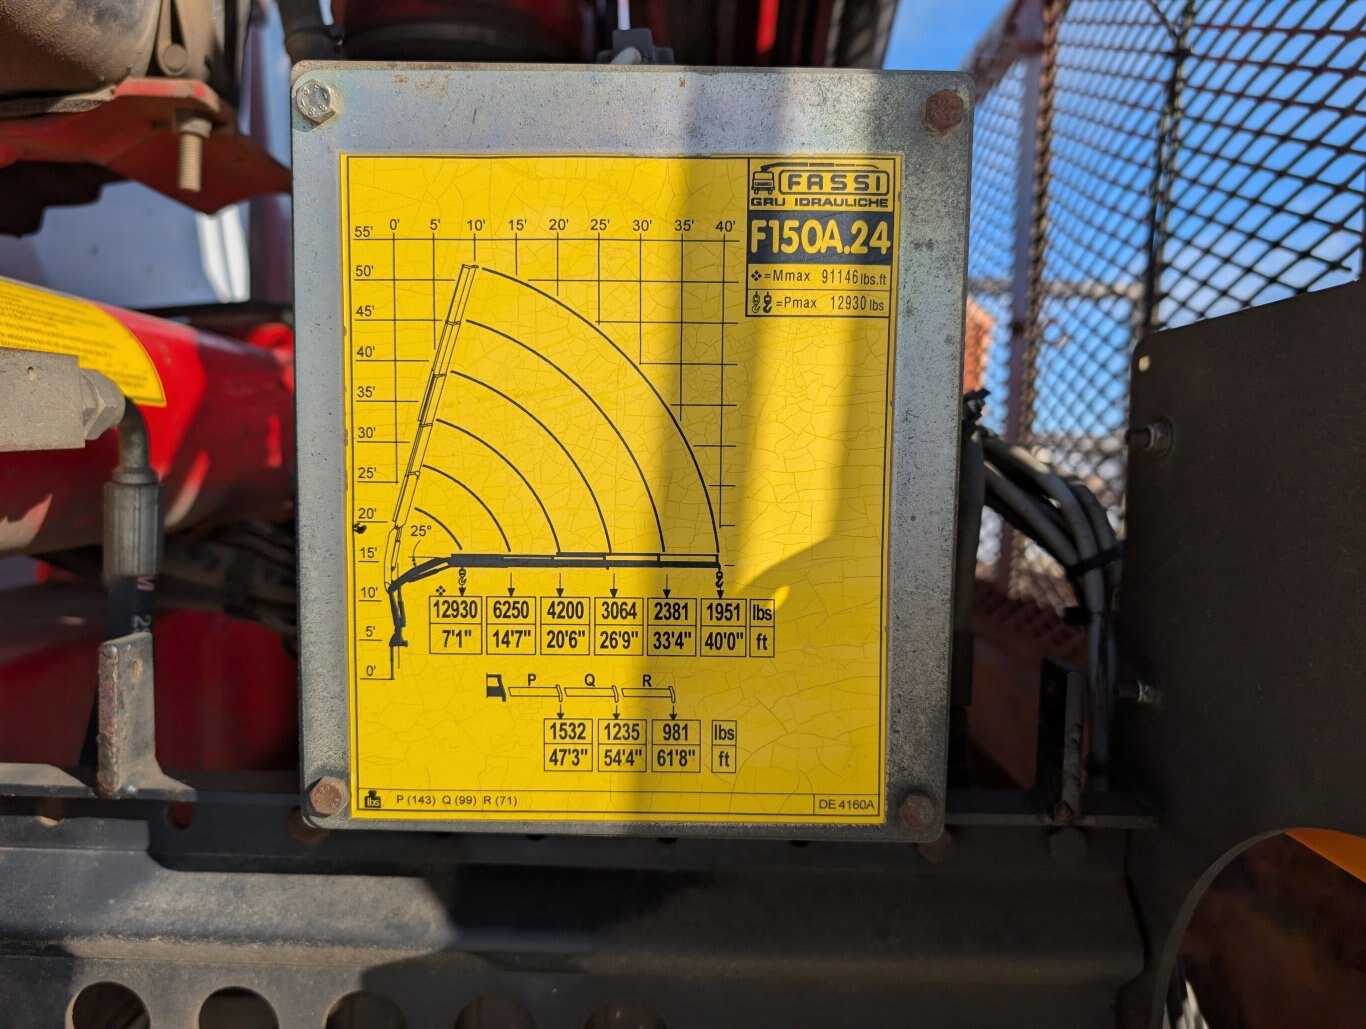 FASSI
GRU IDRAULICHE
F150A.24
=Mmax 91146 lbs.ft
=Pmax 12930 lbs
0' 5' 10' 15' 20' 25' 30' 35' 40'
55'
50'
45'
40'
35'
30'
25'
20'
15'
10'
5'
0'
25°
12930 6250 4200 3064 2381 1951 lbs
7'1" 14'7" 20'6" 26'9" 33'4" 40'0" ft
P Q R
1532 1235 981 lbs
47'3" 54'4" 61'8" ft
lbs P (143) Q (99) R (71) DE 4160A